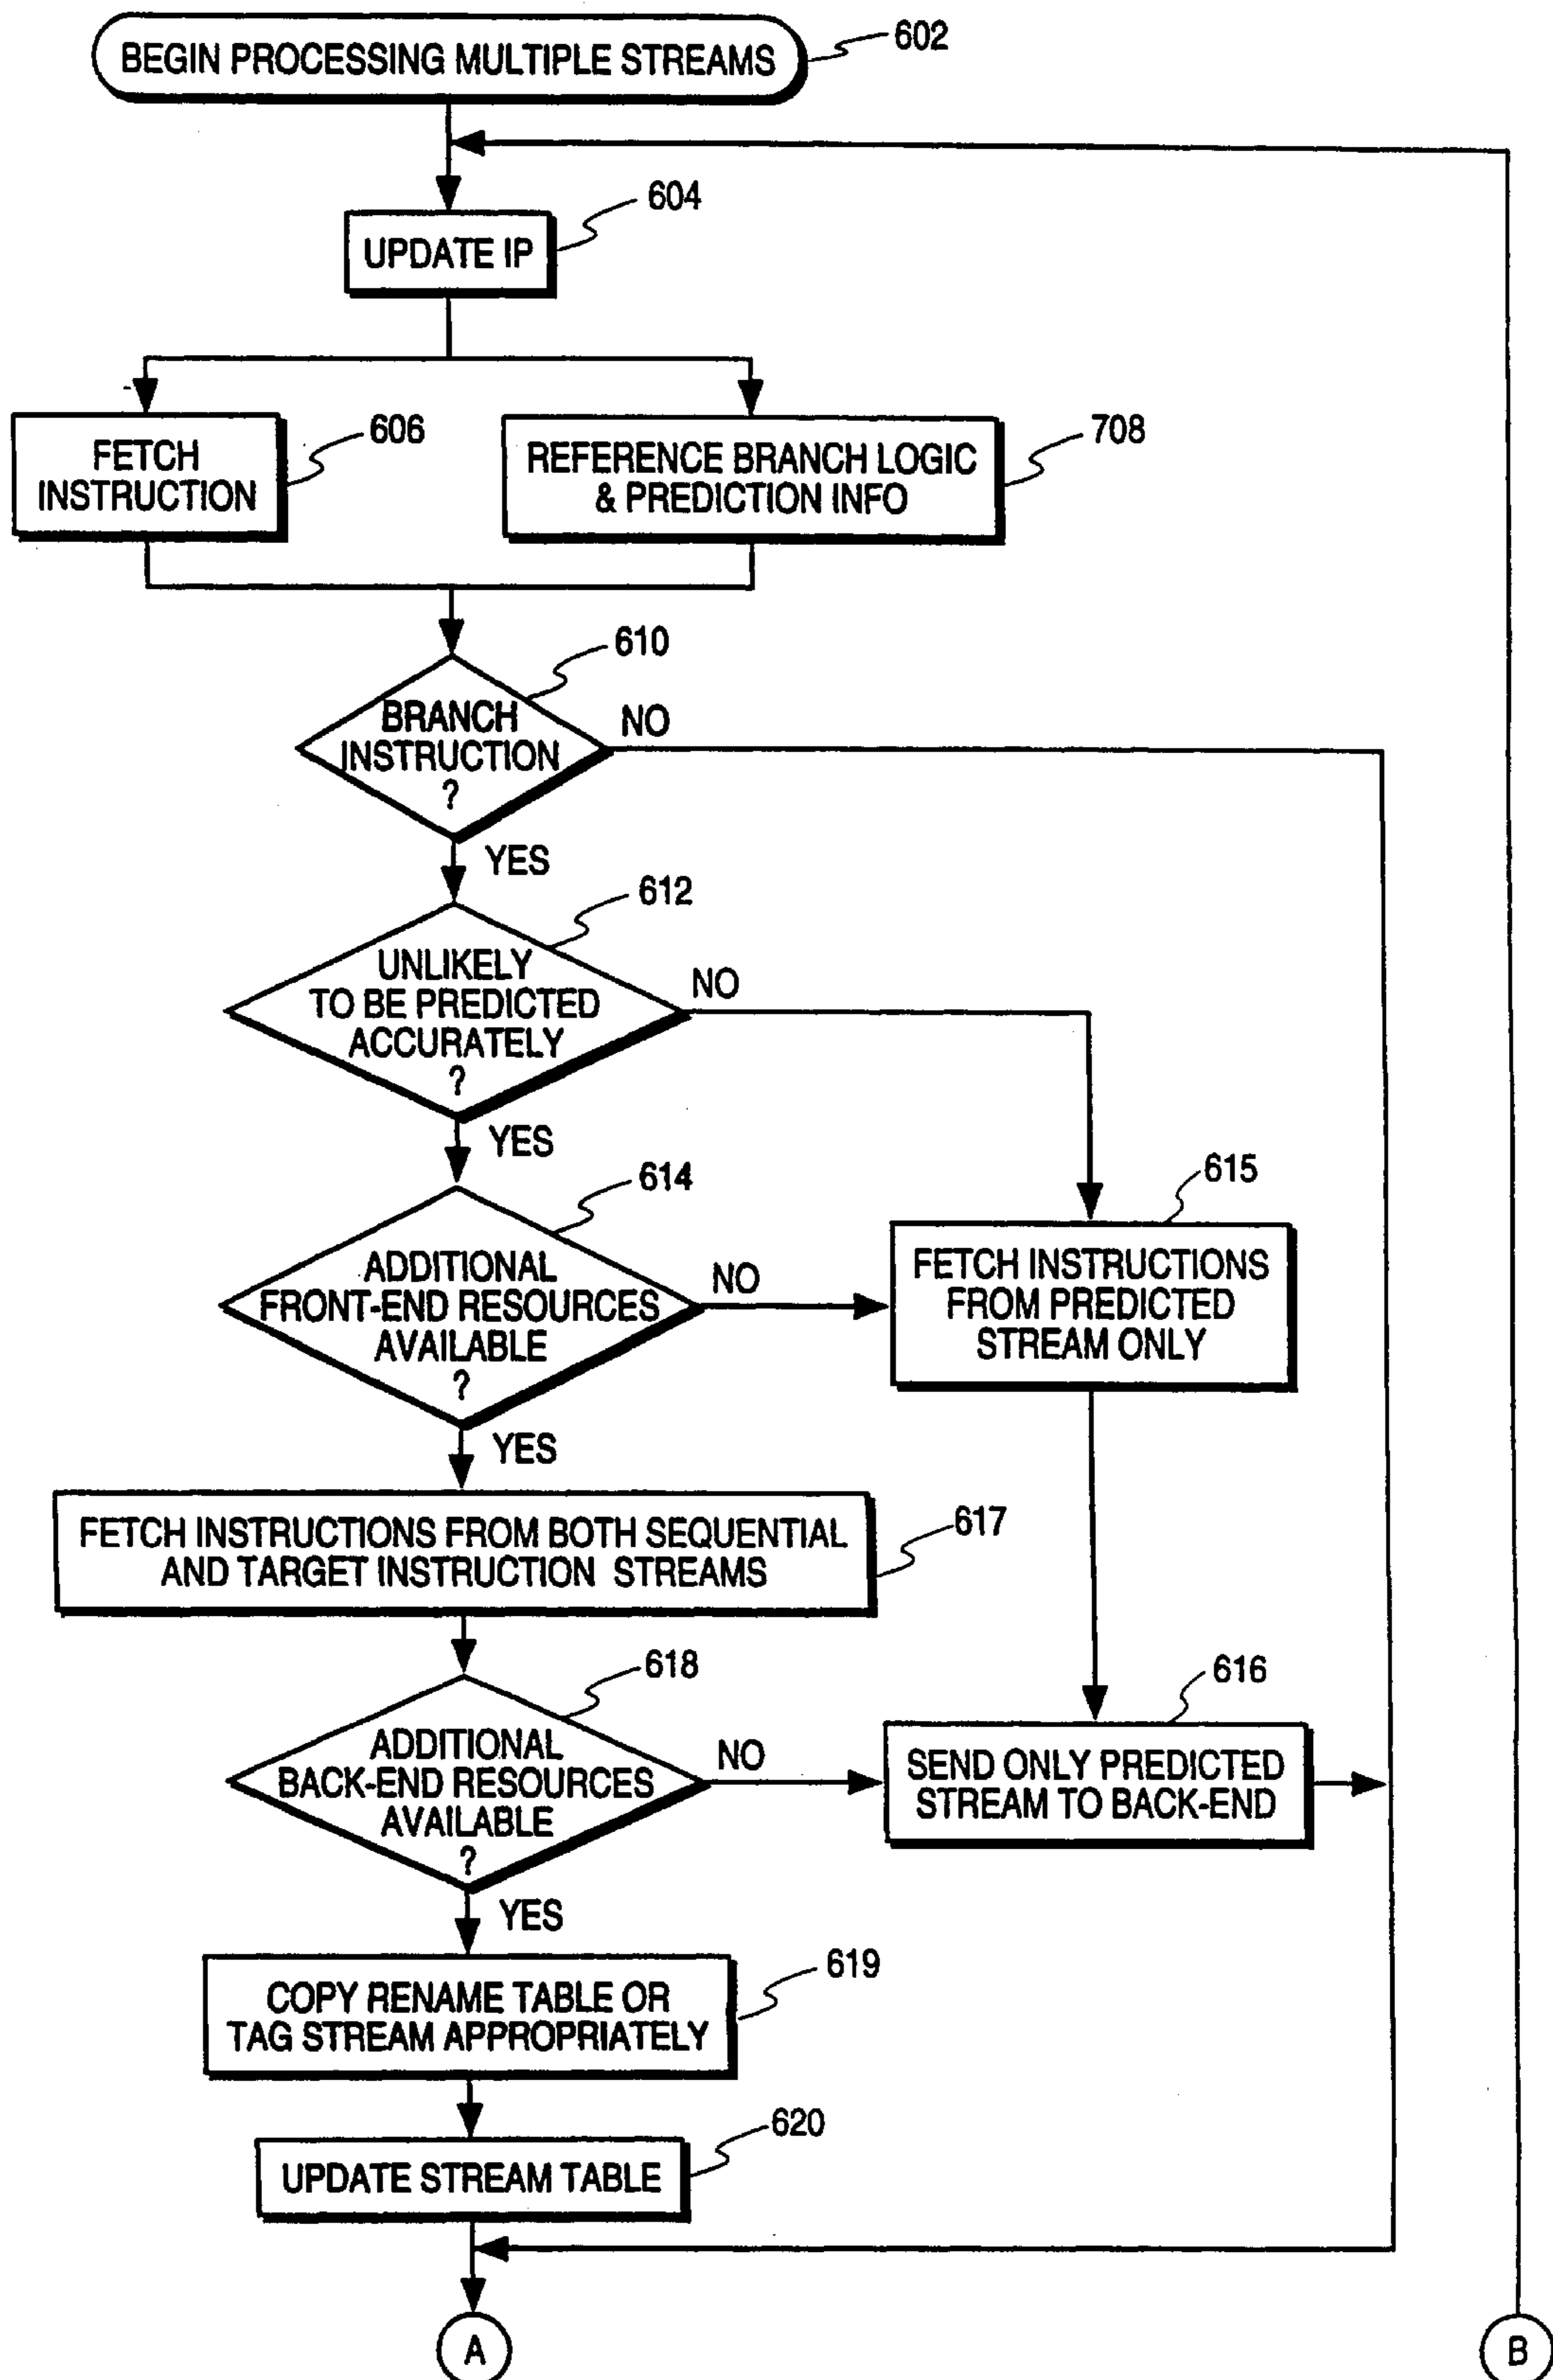 BEGIN PROCESSING MULTIPLE STREAMS
602
UPDATE IP
604
FETCH
INSTRUCTION
606
REFERENCE BRANCH LOGIC
& PREDICTION INFO
708
BRANCH
INSTRUCTION
?
610
NO
YES
UNLIKELY
TO BE PREDICTED
ACCURATELY
?
612
NO
YES
ADDITIONAL
FRONT-END RESOURCES
AVAILABLE
?
614
NO
YES
FETCH INSTRUCTIONS
FROM PREDICTED
STREAM ONLY
615
FETCH INSTRUCTIONS FROM BOTH SEQUENTIAL
AND TARGET INSTRUCTION STREAMS
617
ADDITIONAL
BACK-END RESOURCES
AVAILABLE
?
618
NO
YES
SEND ONLY PREDICTED
STREAM TO BACK-END
616
COPY RENAME TABLE OR
TAG STREAM APPROPRIATELY
619
UPDATE STREAM TABLE
620
A
B